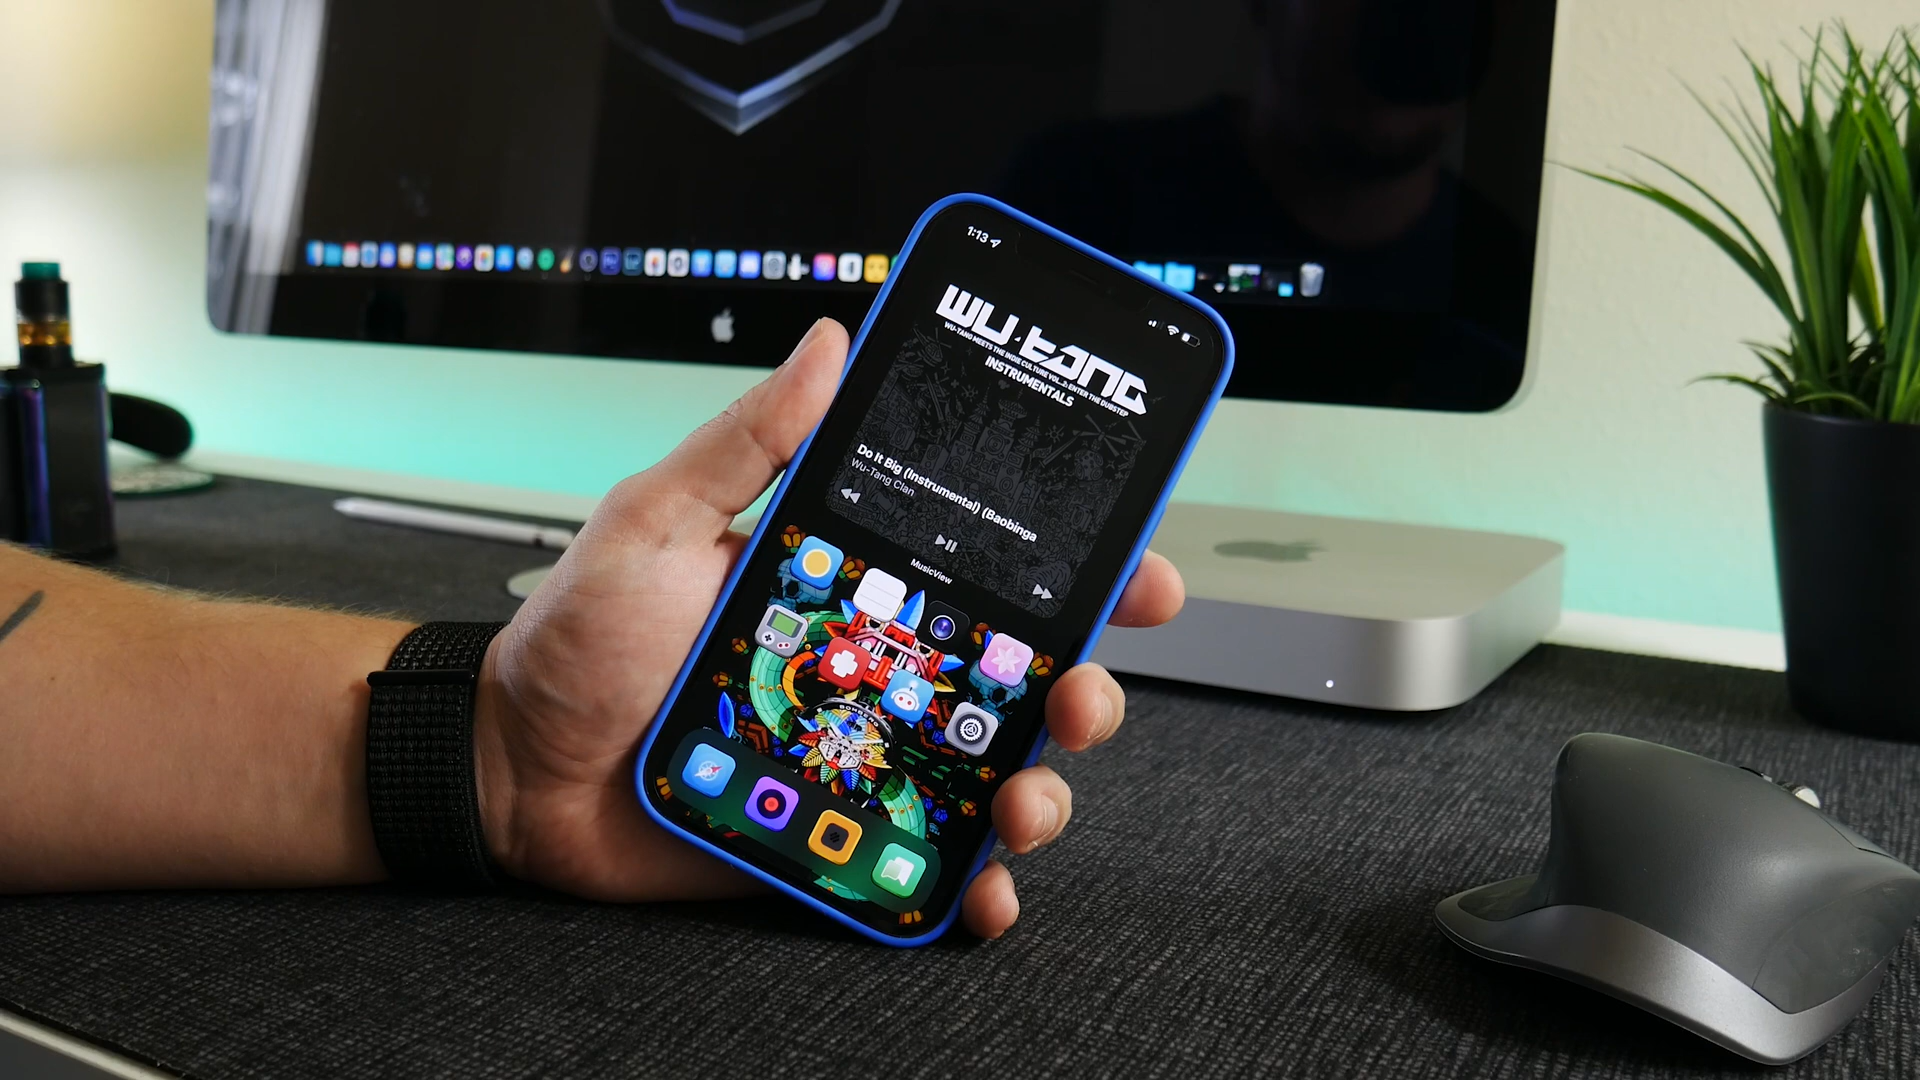 1:13
WU-TANG
WU-TANG MEETS THE INDIE CULTURE VOL.2: ENTER THE DUBSTEP
INSTRUMENTALS
Do It Big (Instrumental) (Baobinga
Wu-Tang Clan
MusicView
BOMBERG